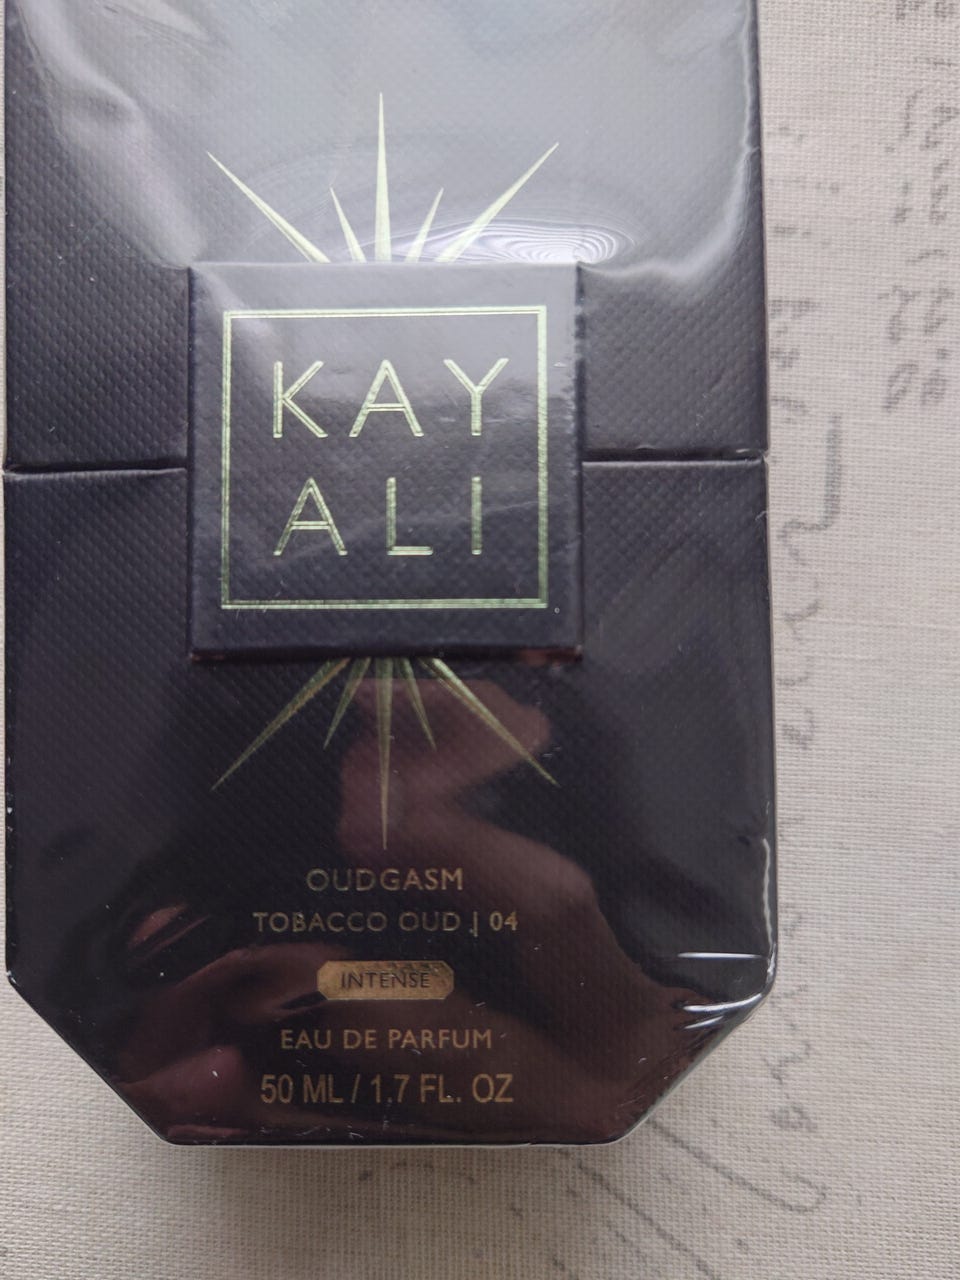 KAY
ALI
OUDGASM
TOBACCO OUD | 04
INTENSE
EAU DE PARFUM
50 ML / 1.7 FL. OZ